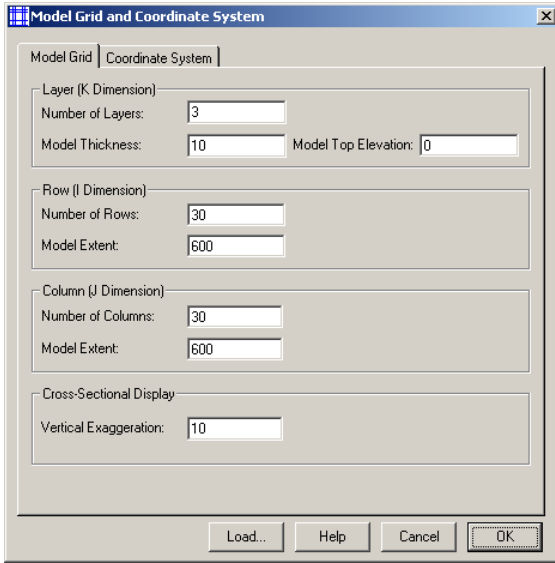 Model Grid and Coordinate System
Model Grid Coordinate System
Layer (K Dimension)
Number of Layers: 3
Model Thickness: 10 Model Top Elevation: 0
Row (I Dimension)
Number of Rows: 30
Model Extent: 600
Column (J Dimension)
Number of Columns: 30
Model Extent: 600
Cross-Sectional Display
Vertical Exaggeration: 10
Load... Help Cancel OK